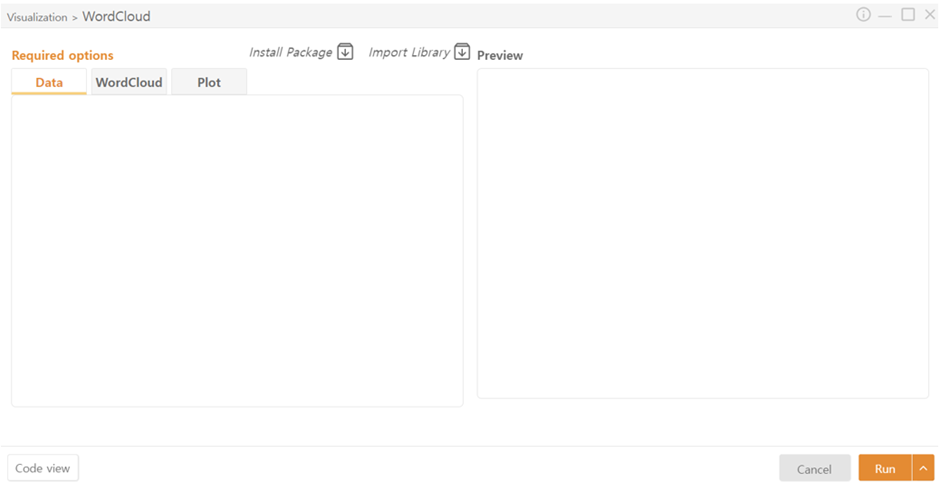 Visualization > WordCloud
Required options
Install Package
Import Library
Preview
Data
WordCloud
Plot
Code view
Cancel
Run